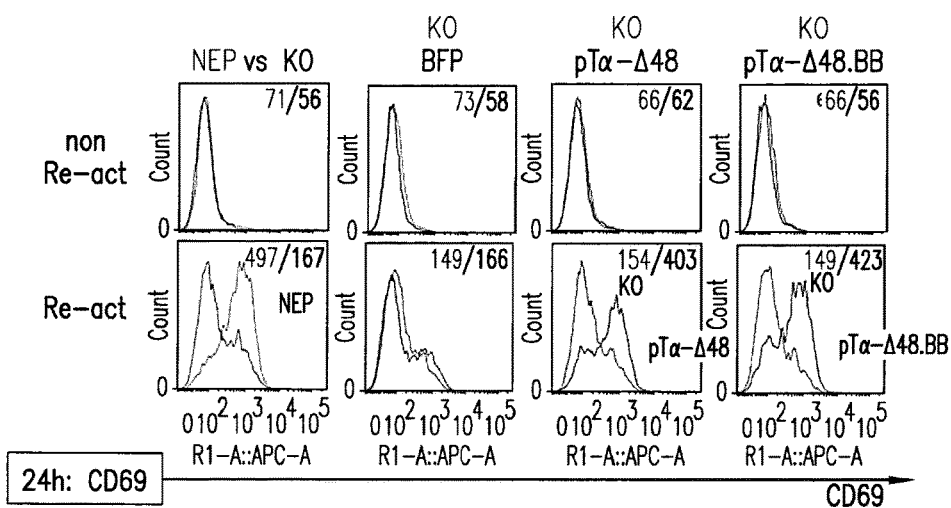 KO KO KO
NEP vs KO BFP pTα-Δ48 pTα-Δ48.BB
non Re-act
Count 0 71/56
Count 0 73/58
Count 0 66/62
Count 0 66/56
Re-act
Count 0 497/167 NEP
Count 0 149/166
Count 0 154/403 KO pTα-Δ48
Count 0 149/423 KO pTα-Δ48.BB
0 10² 10³ 10⁴ 10⁵ 0 10² 10³ 10⁴ 10⁵ 0 10² 10³ 10⁴ 10⁵ 0 10² 10³ 10⁴ 10⁵
R1-A::APC-A R1-A::APC-A R1-A::APC-A R1-A::APC-A
24h: CD69
CD69